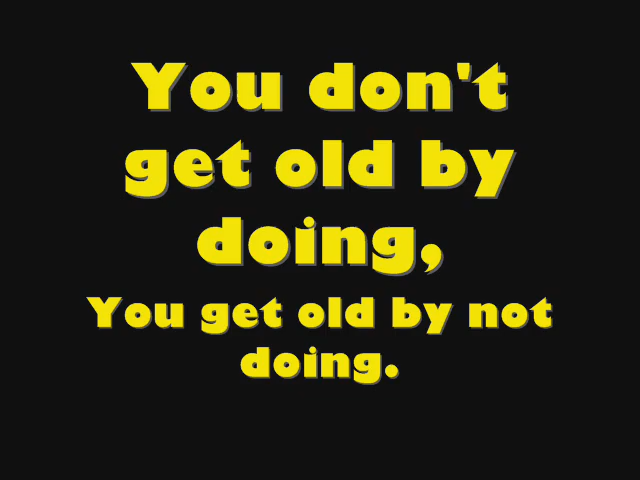 You don't
get old by
doing,
You get old by not
doing.